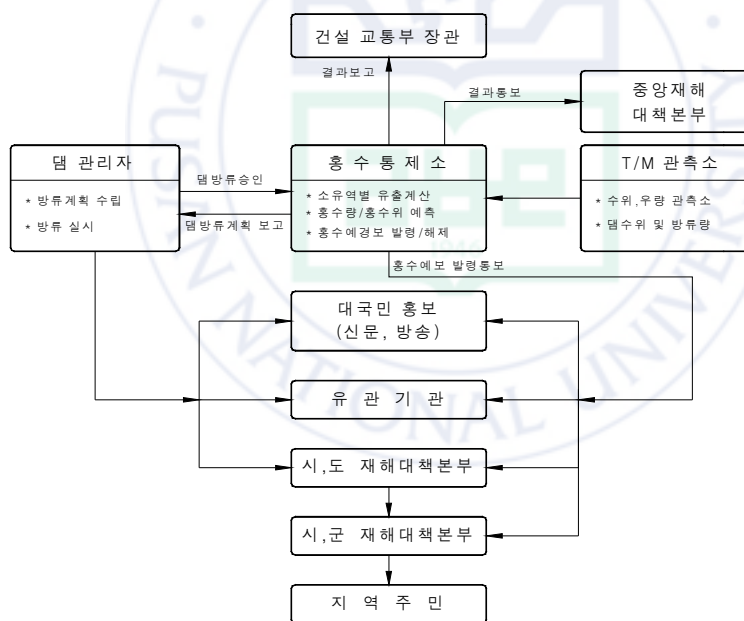 건설 교통부 장관
결과보고
결과통보
중앙재해
대책본부
댐 관리자
* 방류계획 수립
* 방류 실시
댐방류승인
댐방류계획 보고
홍 수 통 제 소
* 소유역별 유출계산
* 홍수량/홍수위 예측
* 홍수예경보 발령/해제
T/M 관측소
* 수위,우량 관측소
* 댐수위 및 방류량
홍수예보 발령통보
대국민 홍보
(신문, 방송)
유 관 기 관
시,도 재해대책본부
시,군 재해대책본부
지 역 주 민
PUSAN NATIONAL UNIVERSITY
1946